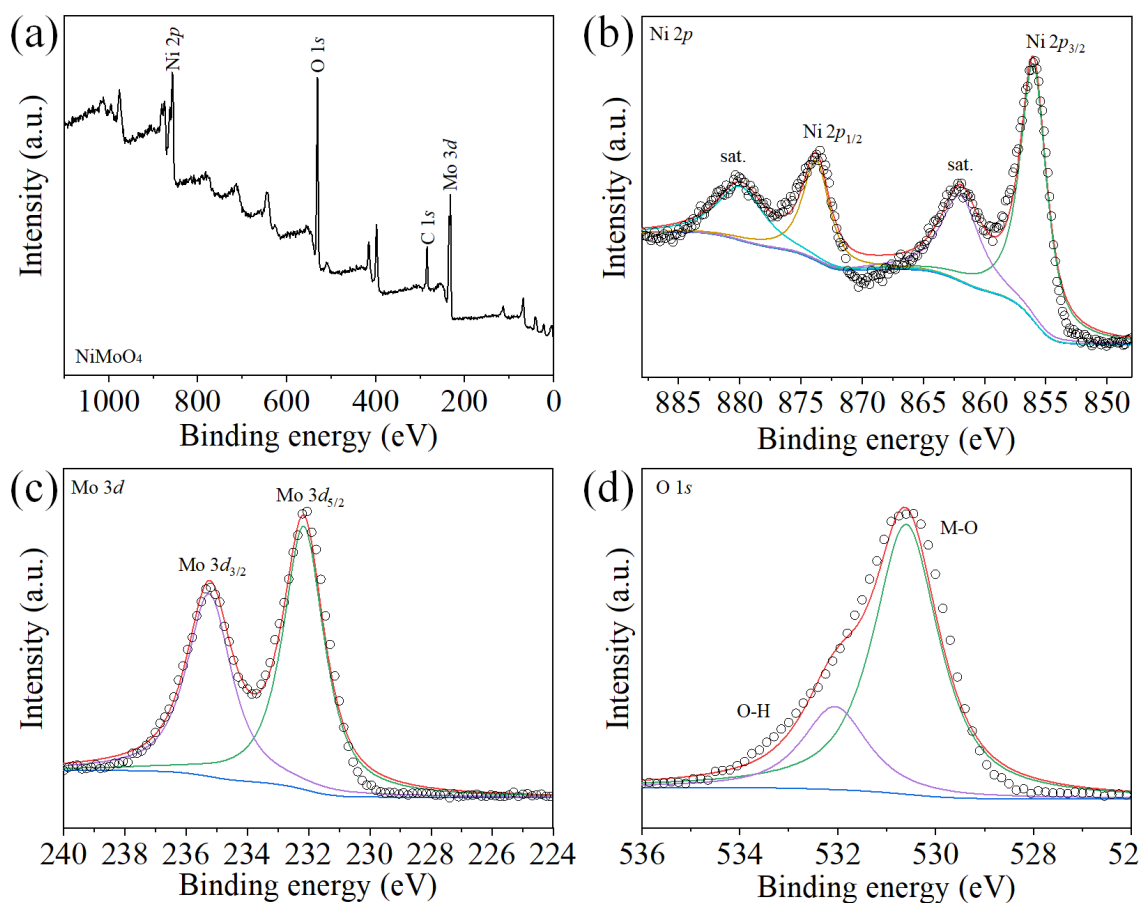 (a)
Ni 2p
O 1s
C 1s
Mo 3d
NiMoO₄
Intensity (a.u.)
1000 800 600 400 200 0
Binding energy (eV)
(b)
Ni 2p
Ni 2p₃/₂
Ni 2p₁/₂
sat.
sat.
Intensity (a.u.)
885 880 875 870 865 860 855 850
Binding energy (eV)
(c)
Mo 3d
Mo 3d₅/₂
Mo 3d₃/₂
Intensity (a.u.)
240 238 236 234 232 230 228 226 224
Binding energy (eV)
(d)
O 1s
M-O
O-H
Intensity (a.u.)
536 534 532 530 528 52
Binding energy (eV)